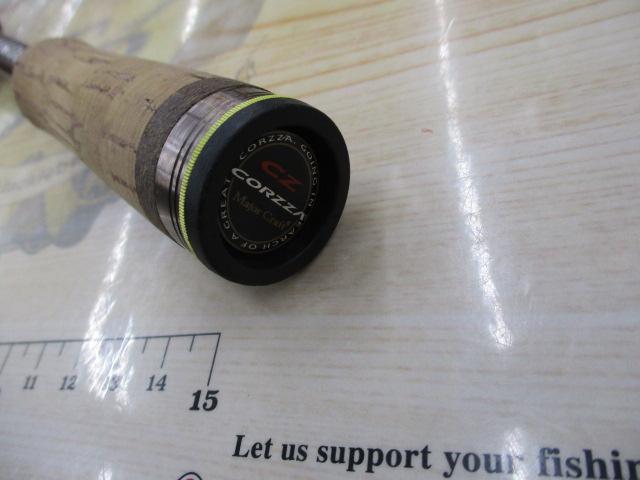 CORZZA. GOING IN SEARCH OF A GREAT
CZ
CORZZA
Major Craft
11 12 13 14 15
Let us support your fishin